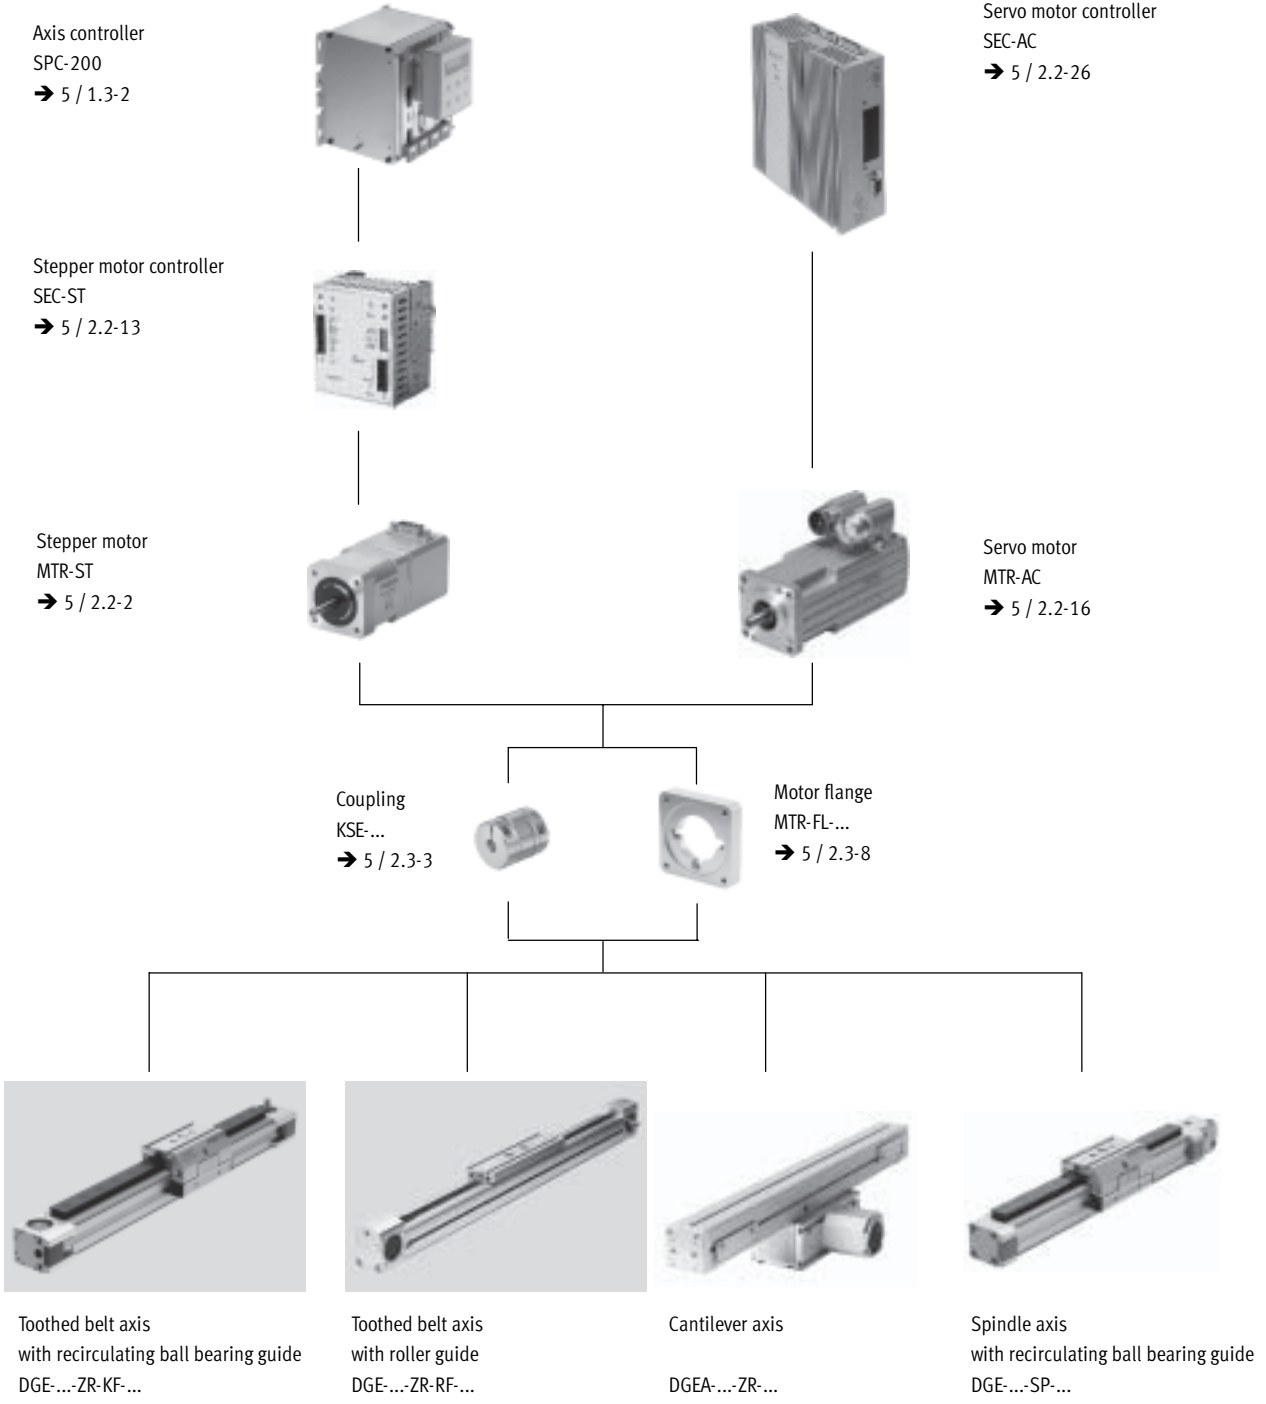 Axis controller
SPC-200
➔ 5 / 1.3-2
Servo motor controller
SEC-AC
➔ 5 / 2.2-26
Stepper motor controller
SEC-ST
➔ 5 / 2.2-13
Stepper motor
MTR-ST
➔ 5 / 2.2-2
Servo motor
MTR-AC
➔ 5 / 2.2-16
Coupling
KSE-...
➔ 5 / 2.3-3
Motor flange
MTR-FL-...
➔ 5 / 2.3-8
Toothed belt axis
with recirculating ball bearing guide
DGE-...-ZR-KF-...
Toothed belt axis
with roller guide
DGE-...-ZR-RF-...
Cantilever axis
DGEA-...-ZR-...
Spindle axis
with recirculating ball bearing guide
DGE-...-SP-...